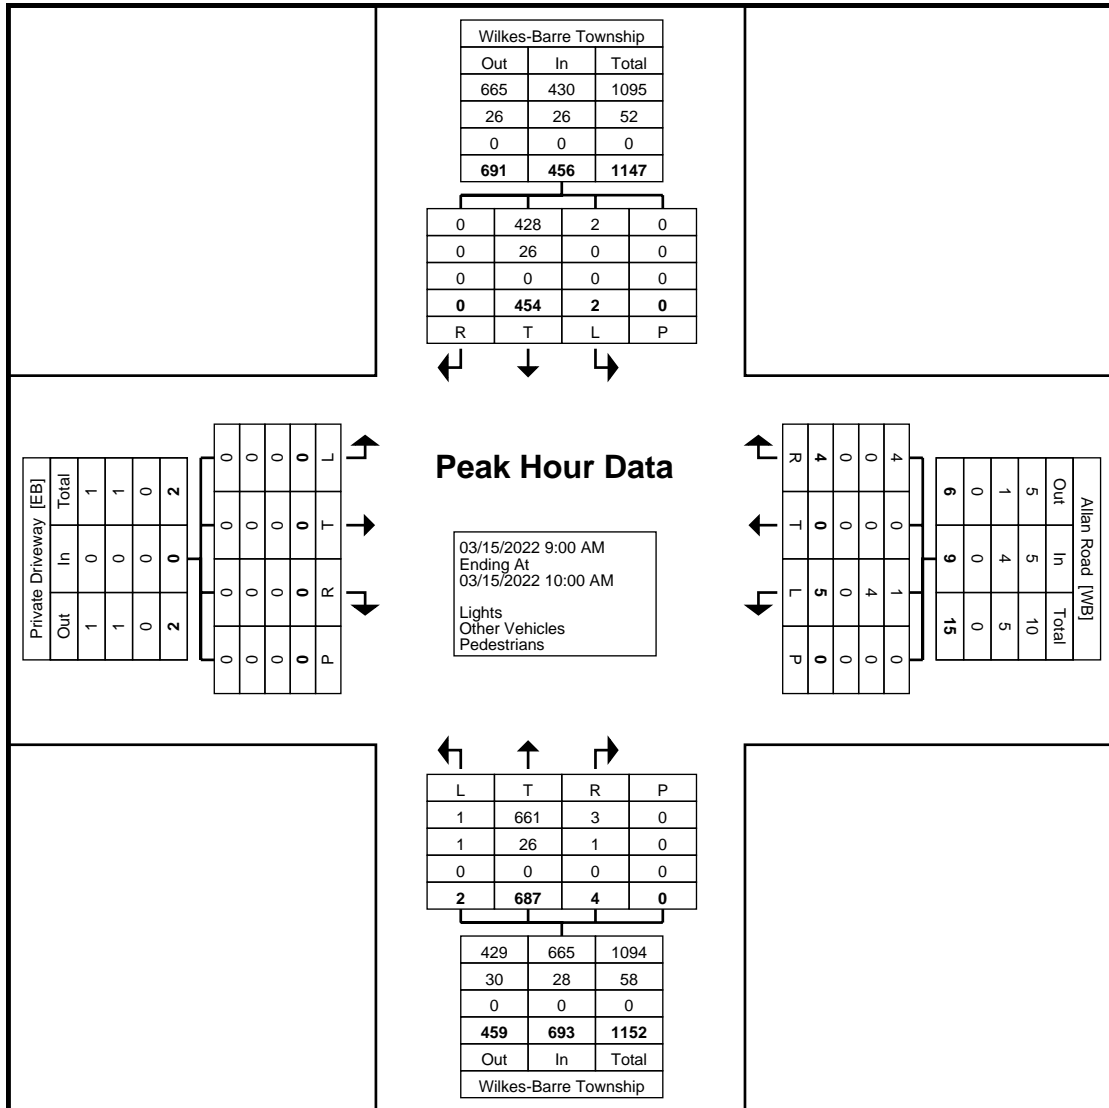 Wilkes-Barre Township
Out In Total
665 430 1095
26 26 52
0 0 0
691 456 1147
0 428 2 0
0 26 0 0
0 0 0 0
0 454 2 0
R T L P
Private Driveway [EB]
Out In Total
1 0 1
1 0 1
0 0 0
2 0 2
0 0 0 0
0 0 0 0
0 0 0 0
0 0 0 0
P R T L
Peak Hour Data
03/15/2022 9:00 AM
Ending At
03/15/2022 10:00 AM
Lights
Other Vehicles
Pedestrians
Allan Road [WB]
Out In Total
5 5 10
1 4 5
0 0 0
6 9 15
4 0 1 0
0 0 4 0
0 0 0 0
4 0 5 0
R T L P
L T R P
1 661 3 0
1 26 1 0
0 0 0 0
2 687 4 0
429 665 1094
30 28 58
0 0 0
459 693 1152
Out In Total
Wilkes-Barre Township